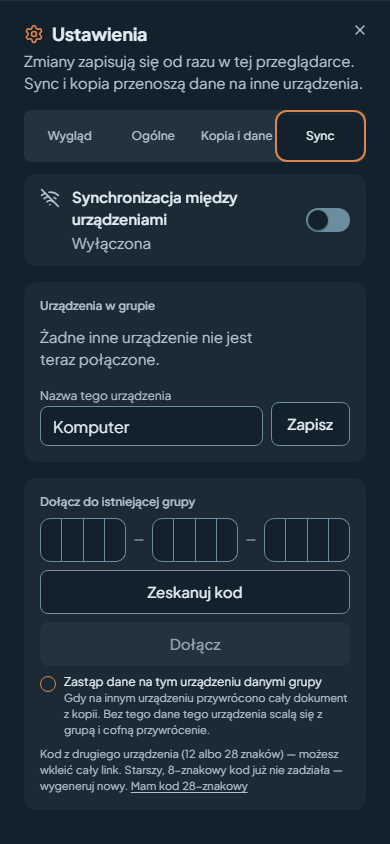 Ustawienia
Zmiany zapisują się od razu w tej przeglądarce.
Sync i kopia przenoszą dane na inne urządzenia.
Wygląd Ogólne Kopia i dane Sync
Synchronizacja między
urządzeniami
Wyłączona
Urządzenia w grupie
Żadne inne urządzenie nie jest
teraz połączone.
Nazwa tego urządzenia
Komputer
Zapisz
Dołącz do istniejącej grupy
– –
Zeskanuj kod
Dołącz
Zastąp dane na tym urządzeniu danymi grupy
Gdy na innym urządzeniu przywrócono cały dokument
z kopii. Bez tego dane tego urządzenia scalą się z
grupą i cofną przywrócenie.
Kod z drugiego urządzenia (12 albo 28 znaków) — możesz
wkleić cały link. Starszy, 8-znakowy kod już nie zadziała —
wygeneruj nowy. Mam kod 28-znakowy